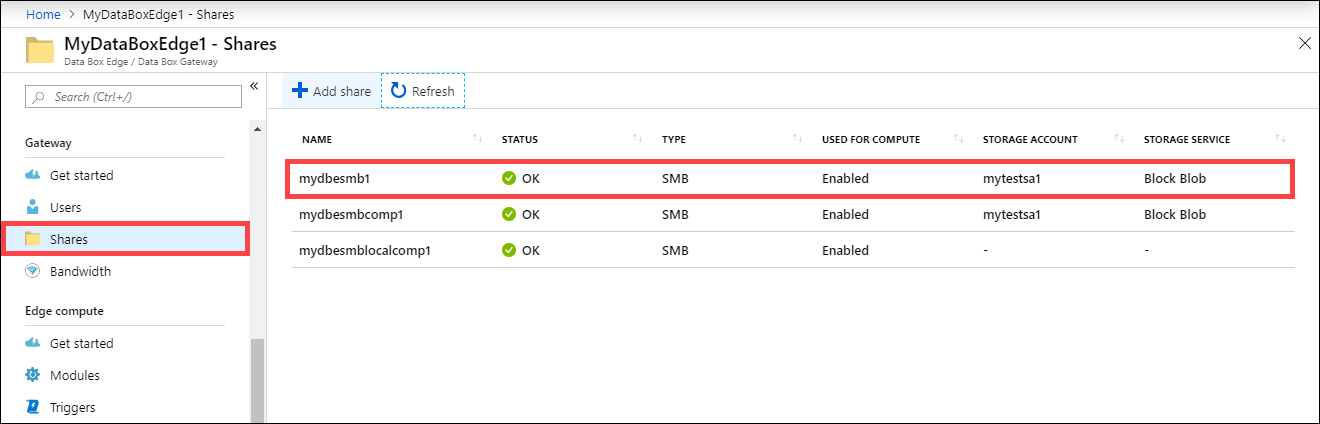 Home > MyDataBoxEdge1 - Shares
MyDataBoxEdge1 - Shares
Data Box Edge / Data Box Gateway
Search (Ctrl+/)
«
Gateway
Get started
Users
Shares
Bandwidth
Edge compute
Get started
Modules
Triggers
Add share Refresh
NAME STATUS TYPE USED FOR COMPUTE STORAGE ACCOUNT STORAGE SERVICE
mydbesmb1 OK SMB Enabled mytestsa1 Block Blob
mydbesmbcomp1 OK SMB Enabled mytestsa1 Block Blob
mydbesmblocalcomp1 OK SMB Enabled - -